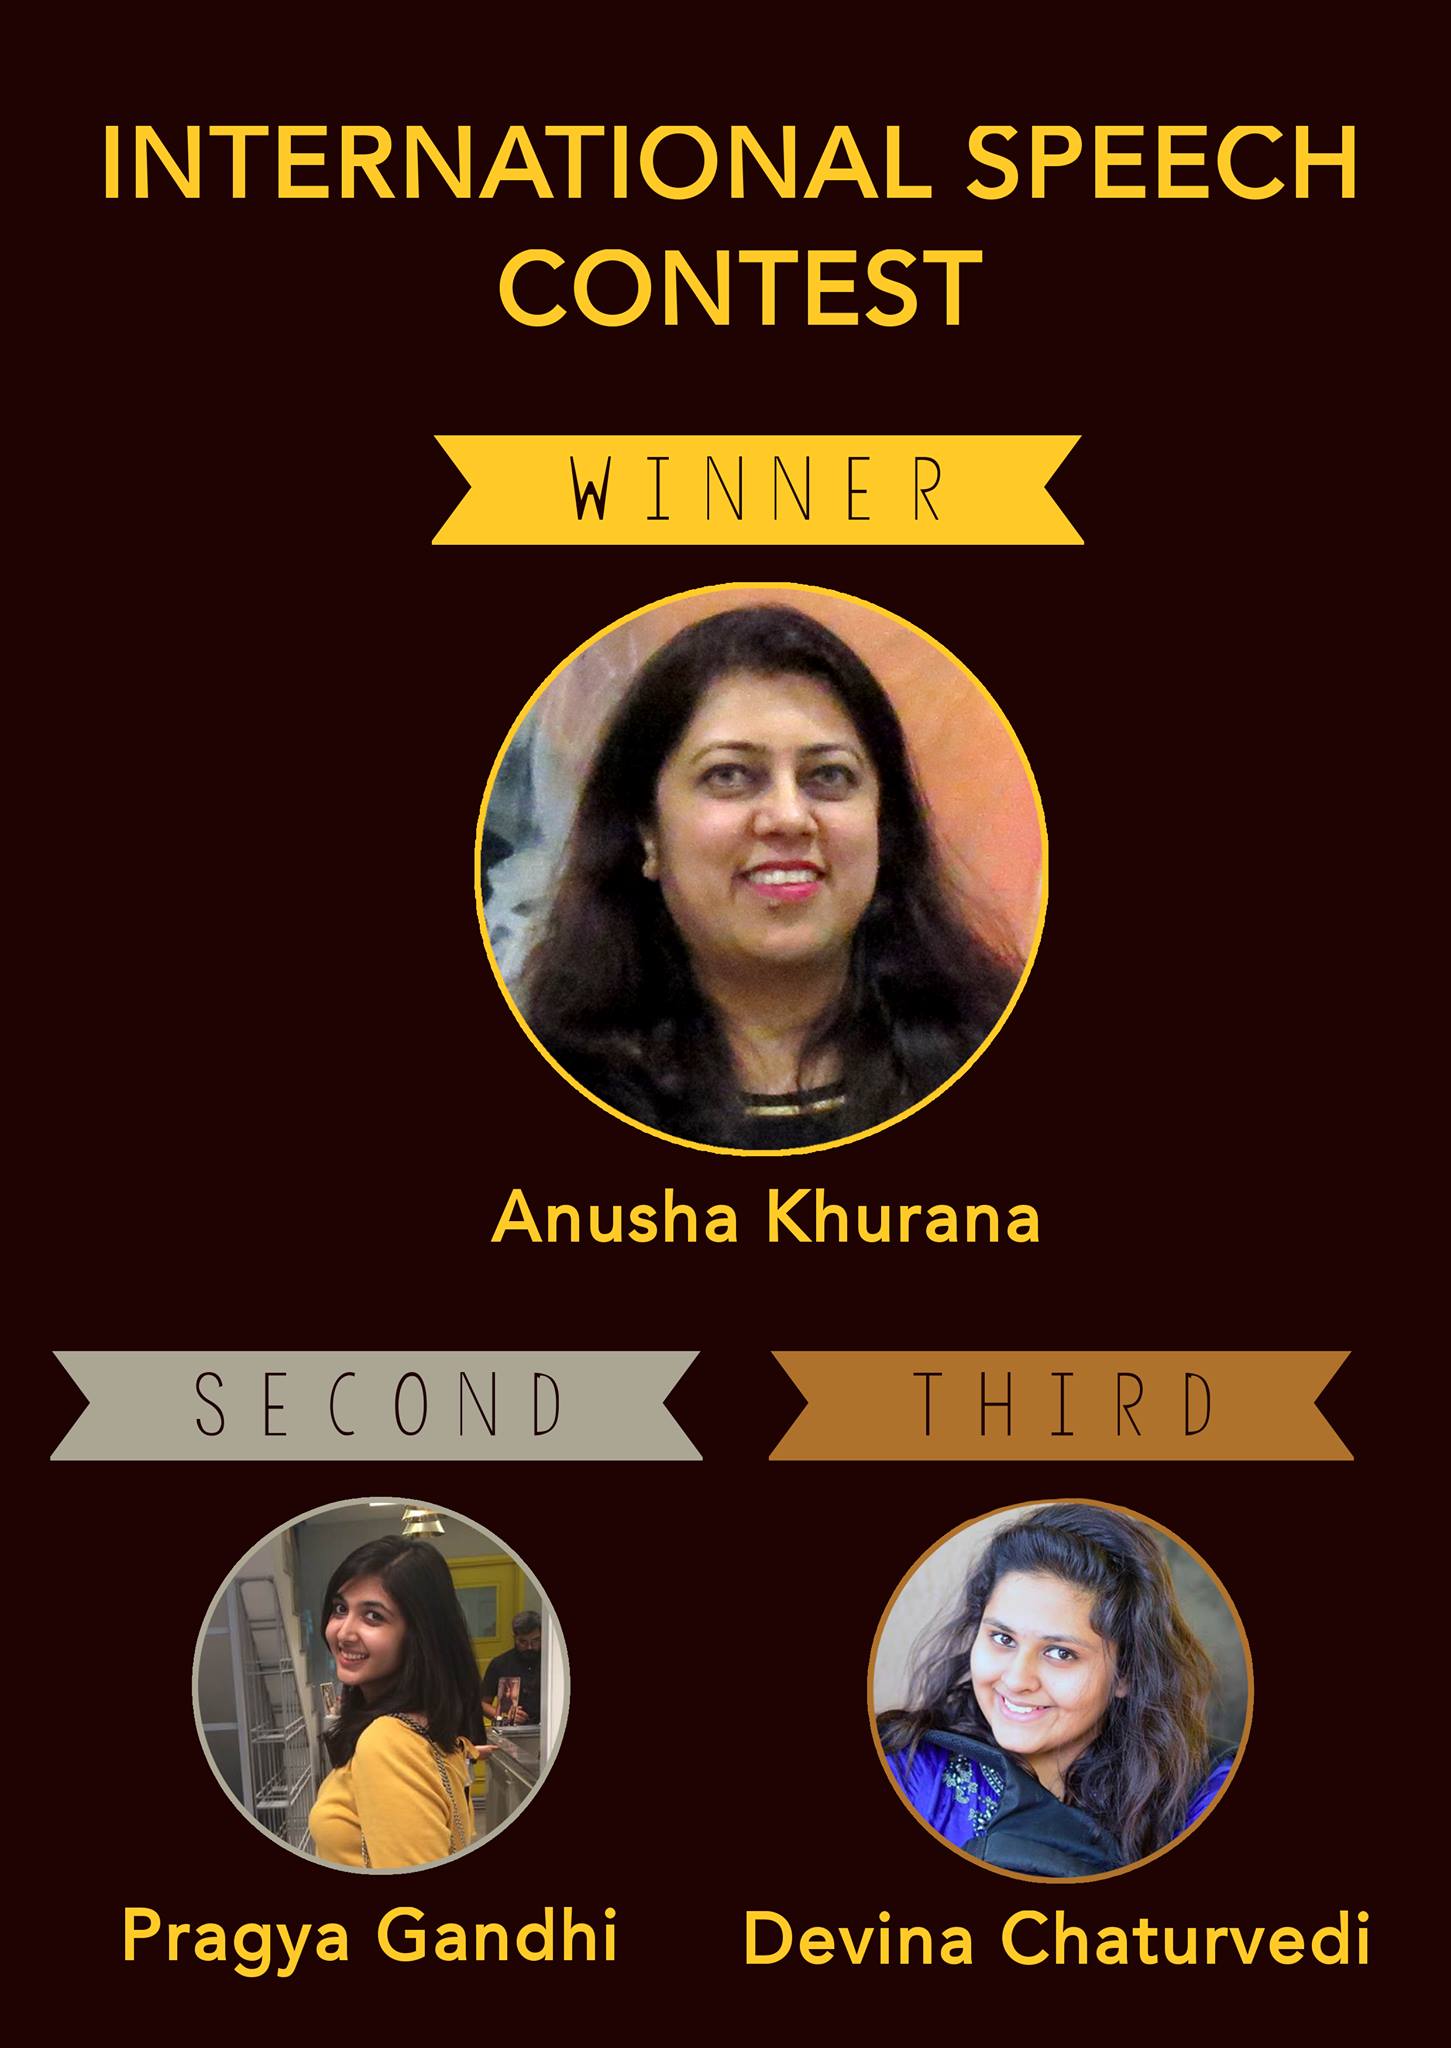 INTERNATIONAL SPEECH
CONTEST
WINNER
Anusha Khurana
SECOND
THIRD
Pragya Gandhi
Devina Chaturvedi